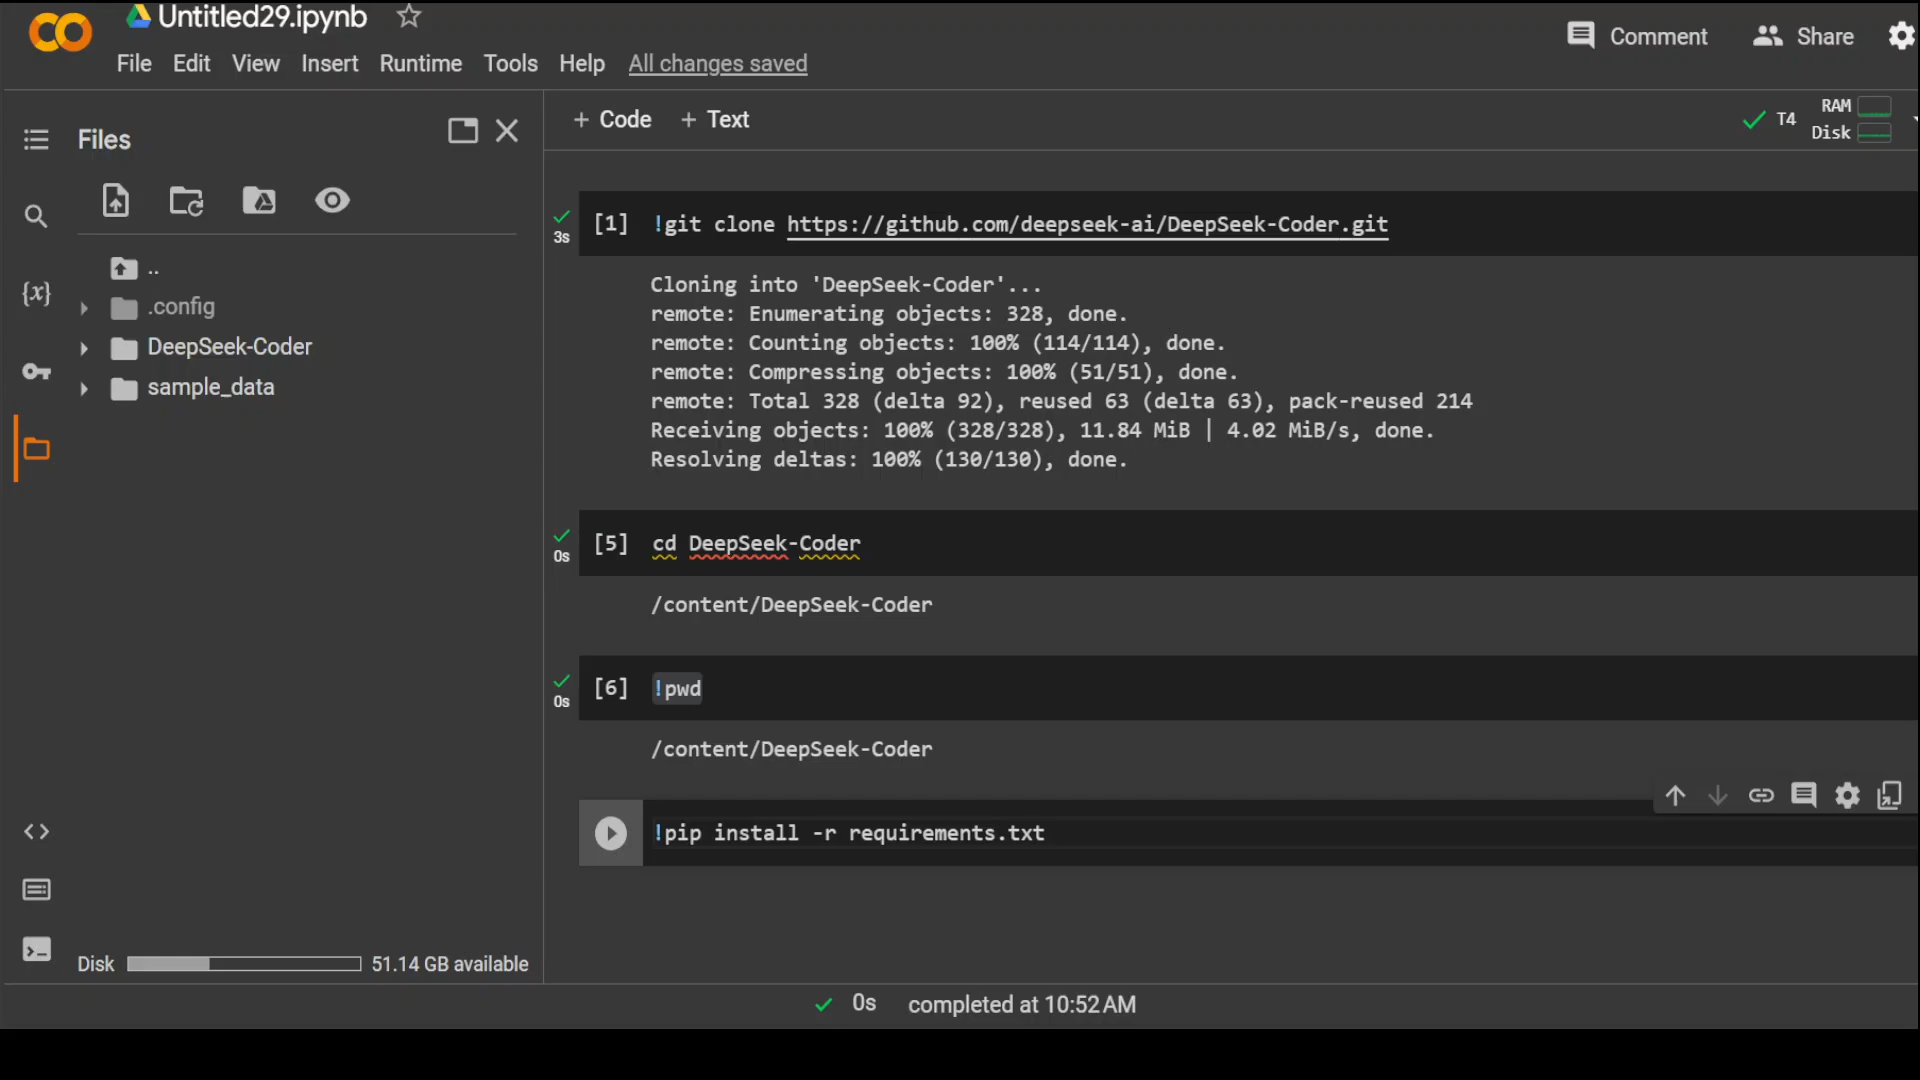 Untitled29.ipynb
File Edit View Insert Runtime Tools Help All changes saved
Comment Share
Files
+ Code + Text
T4 RAM
Disk
..
.config
DeepSeek-Coder
sample_data
{x}
3s [1] !git clone https://github.com/deepseek-ai/DeepSeek-Coder.git
Cloning into 'DeepSeek-Coder'...
remote: Enumerating objects: 328, done.
remote: Counting objects: 100% (114/114), done.
remote: Compressing objects: 100% (51/51), done.
remote: Total 328 (delta 92), reused 63 (delta 63), pack-reused 214
Receiving objects: 100% (328/328), 11.84 MiB | 4.02 MiB/s, done.
Resolving deltas: 100% (130/130), done.
0s [5] cd DeepSeek-Coder
/content/DeepSeek-Coder
0s [6] !pwd
/content/DeepSeek-Coder
!pip install -r requirements.txt
Disk 51.14 GB available
0s completed at 10:52 AM